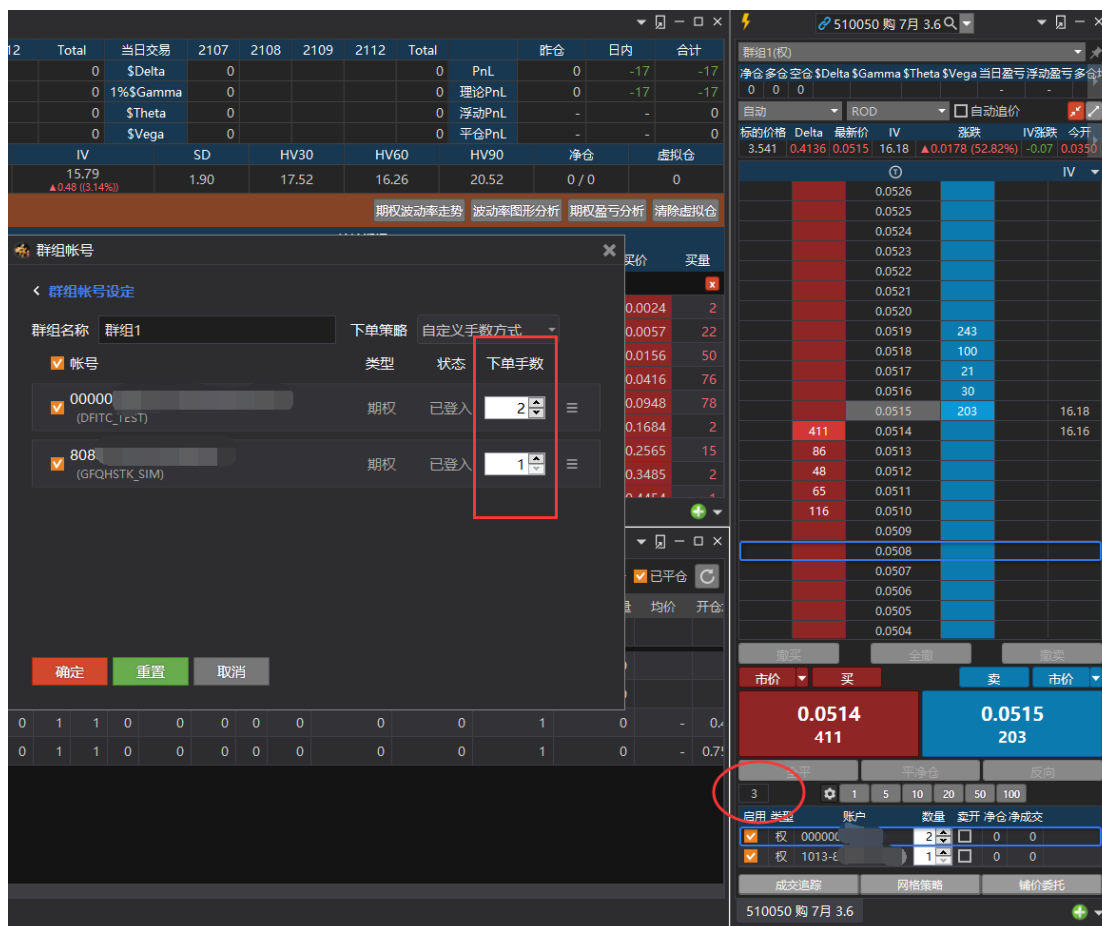 510050 购 7月 3.6
12 Total 当日交易 2107 2108 2109 2112 Total 昨仓 日内 合计
0 $Delta 0 0 PnL 0 -17 -17
0 1%$Gamma 0 0 理论PnL 0 -17 -17
0 $Theta 0 0 浮动PnL - - 0
0 $Vega 0 0 平仓PnL - - 0
IV SD HV30 HV60 HV90 净仓 虚拟仓
15.79
▲0.48 ((3.14%)) 1.90 17.52 16.26 20.52 0 / 0 0
期权波动率走势 波动率图形分析 期权盈亏分析 清除虚拟仓
群组帐号
群组帐号设定
群组名称 群组1 下单策略 自定义手数方式
帐号 类型 状态 下单手数
00000
(DFITC_TEST) 期权 已登入 2
808
(GFQHSTK_SIM) 期权 已登入 1
确定 重置 取消
买价 买量
x
0.0024 2
0.0057 22
0.0156 50
0.0416 76
0.0948 78
0.1684 2
0.2565 15
0.3485 2
已平仓
均价 开仓
0 1 1 0 0 0 0 0 0 0 1 0 -
0 1 1 0 0 0 0 0 0 0 1 0 -
群组1(权)
净仓 多仓 空仓 $Delta $Gamma $Theta $Vega 当日盈亏 浮动盈亏 多仓
0 0 0 - -
自动 ROD 自动追价
标的价格 Delta 最新价 IV 涨跌 IV涨跌 今开
3.541 0.4136 0.0515 16.18 ▲0.0178 (52.82%) -0.07 0.0350
T IV
0.0526
0.0525
0.0524
0.0523
0.0522
0.0521
0.0520
0.0519 243
0.0518 100
0.0517 21
0.0516 30
0.0515 203 16.18
411 0.0514 16.16
86 0.0513
48 0.0512
65 0.0511
116 0.0510
0.0509
0.0508
0.0507
0.0506
0.0505
0.0504
撤买 全撤 撤卖
市价 买 卖 市价
0.0514 0.0515
411 203
全平 平净仓 反向
3 1 5 10 20 50 100
启用 类型 账户 数量 卖开 净仓 净成交
权 000000 2 0 0
权 1013-8 1 0 0
成交追踪 网格策略 铺价委托
510050 购 7月 3.6